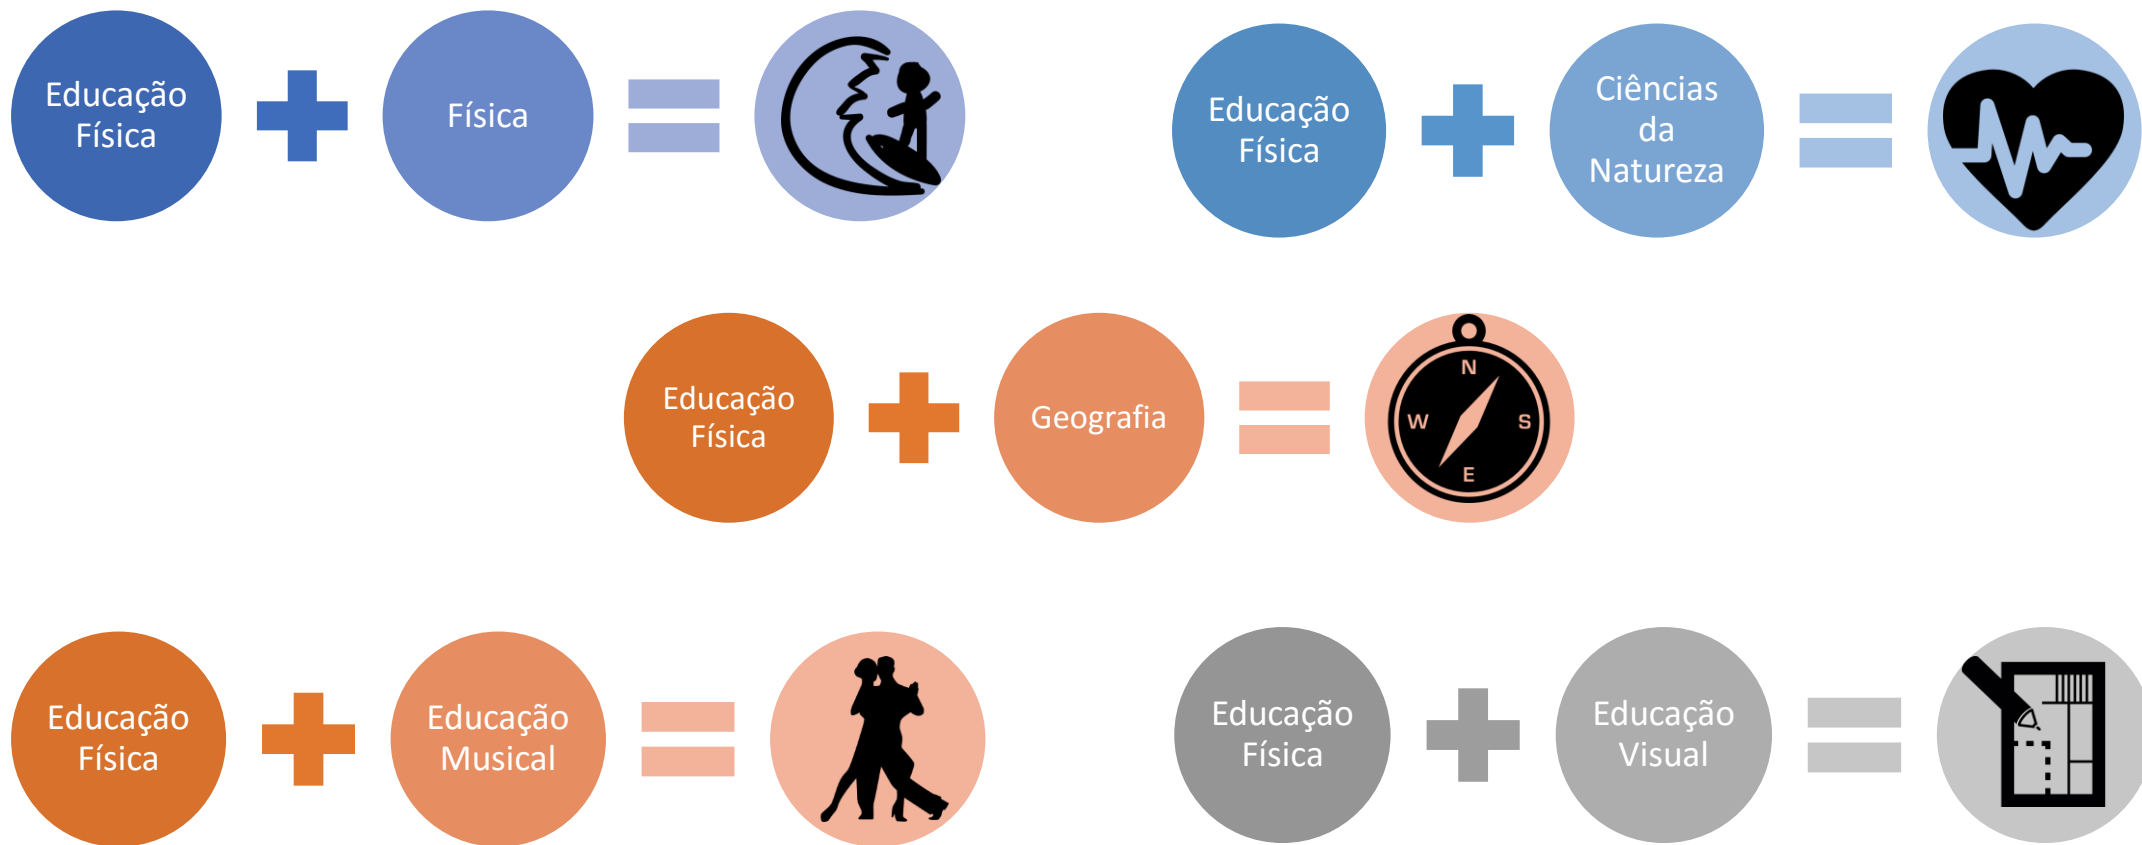 Educação
Física
Física
Educação
Física
Ciências
da
Natureza
Educação
Física
Geografia
N
W
S
E
Educação
Física
Educação
Musical
Educação
Física
Educação
Visual